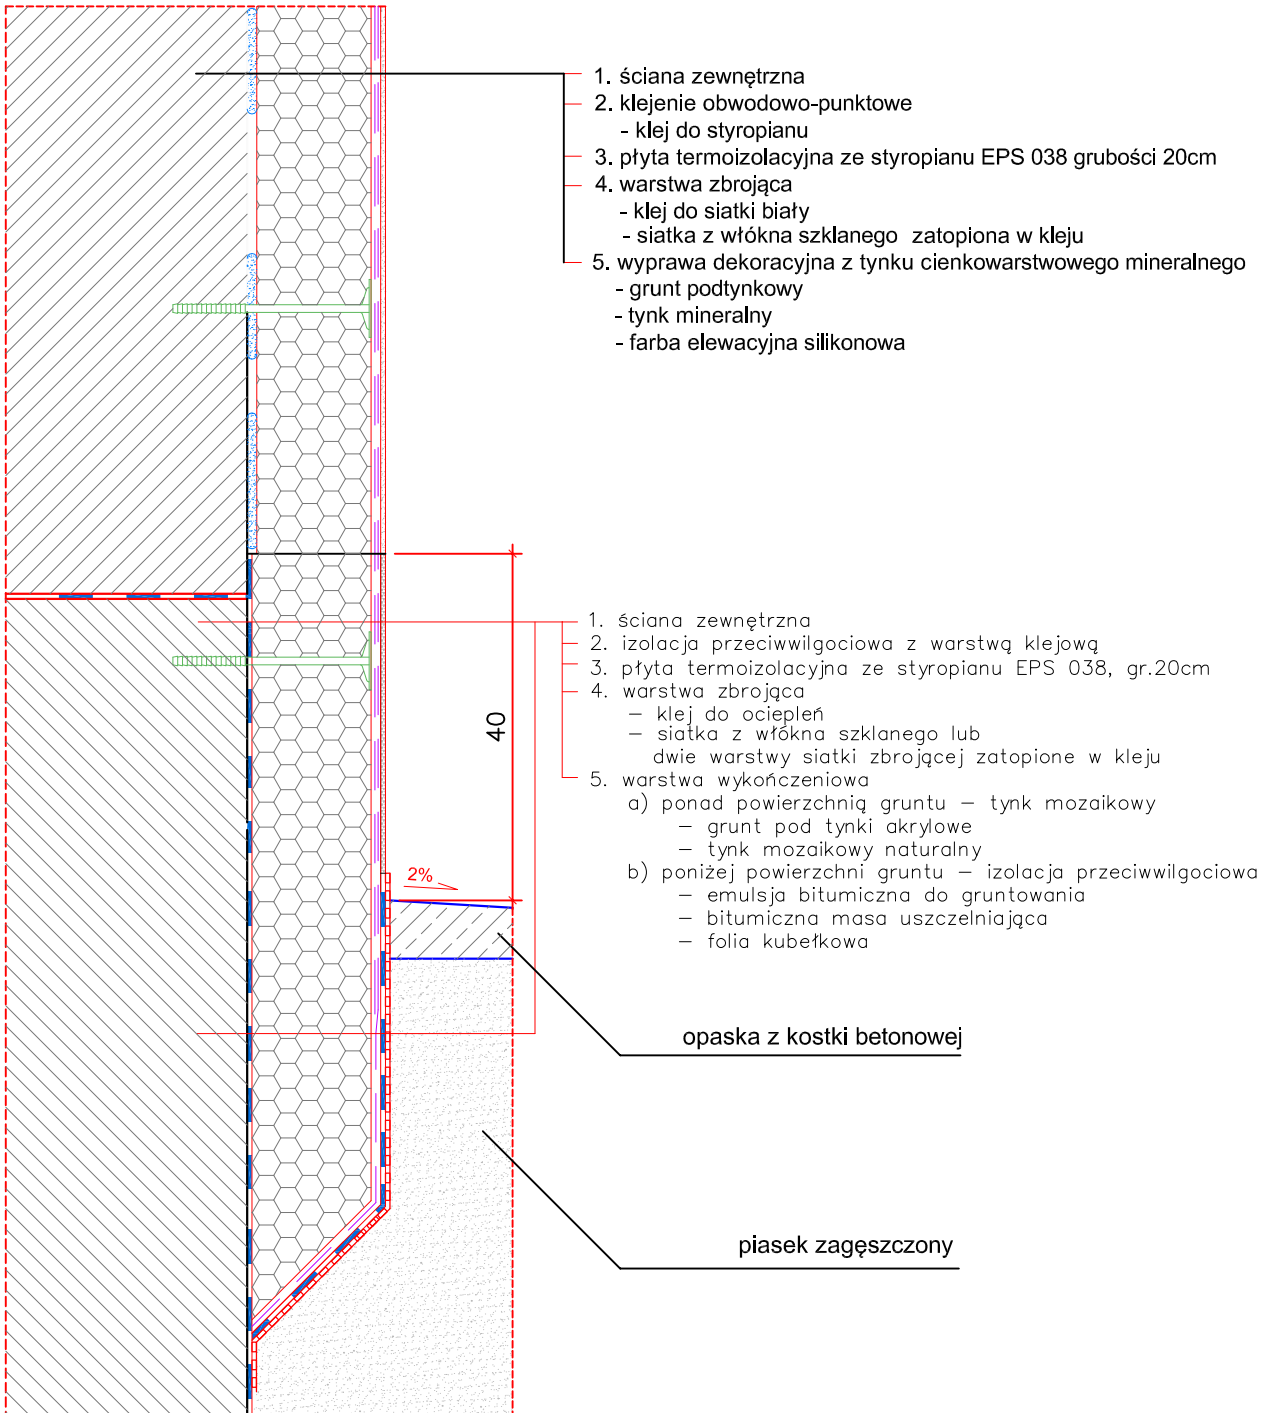 1. ściana zewnętrzna
2. klejenie obwodowo-punktowe
- klej do styropianu
3. płyta termoizolacyjna ze styropianu EPS 038 grubości 20cm
4. warstwa zbrojąca
- klej do siatki biały
- siatka z włókna szklanego zatopiona w kleju
5. wyprawa dekoracyjna z tynku cienkowarstwowego mineralnego
- grunt podtynkowy
- tynk mineralny
- farba elewacyjna silikonowa
1. ściana zewnętrzna
2. izolacja przeciwwilgociowa z warstwą klejową
3. płyta termoizolacyjna ze styropianu EPS 038, gr.20cm
4. warstwa zbrojąca
– klej do ociepleń
– siatka z włókna szklanego lub
dwie warstwy siatki zbrojącej zatopione w kleju
5. warstwa wykończeniowa
a) ponad powierzchnią gruntu – tynk mozaikowy
– grunt pod tynki akrylowe
– tynk mozaikowy naturalny
b) poniżej powierzchni gruntu – izolacja przeciwwilgociowa
– emulsja bitumiczna do gruntowania
– bitumiczna masa uszczelniająca
– folia kubełkowa
40
2%
opaska z kostki betonowej
piasek zagęszczony